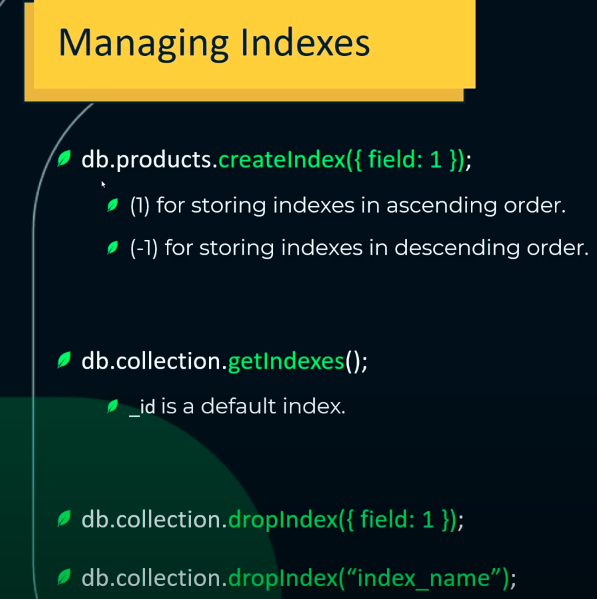 Managing Indexes
db.products.createIndex({ field: 1 });
(1) for storing indexes in ascending order.
(-1) for storing indexes in descending order.
db.collection.getIndexes();
_id is a default index.
db.collection.dropIndex({ field: 1 });
db.collection.dropIndex(“index_name”);